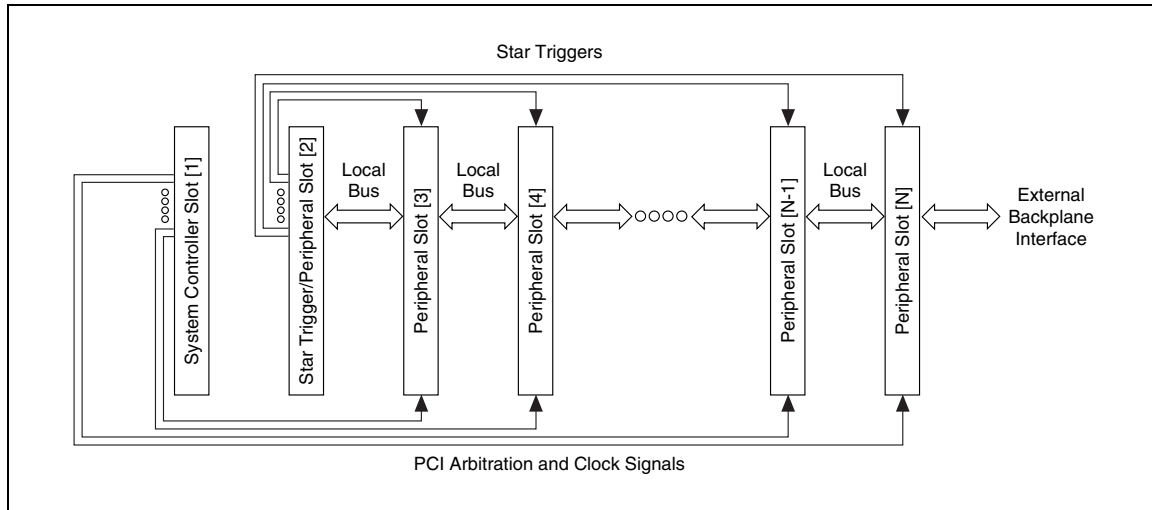 Star Triggers
System Controller Slot [1]
Star Trigger/Peripheral Slot [2]
Local
Bus
Peripheral Slot [3]
Local
Bus
Peripheral Slot [4]
Peripheral Slot [N-1]
Local
Bus
Peripheral Slot [N]
External
Backplane
Interface
PCI Arbitration and Clock Signals